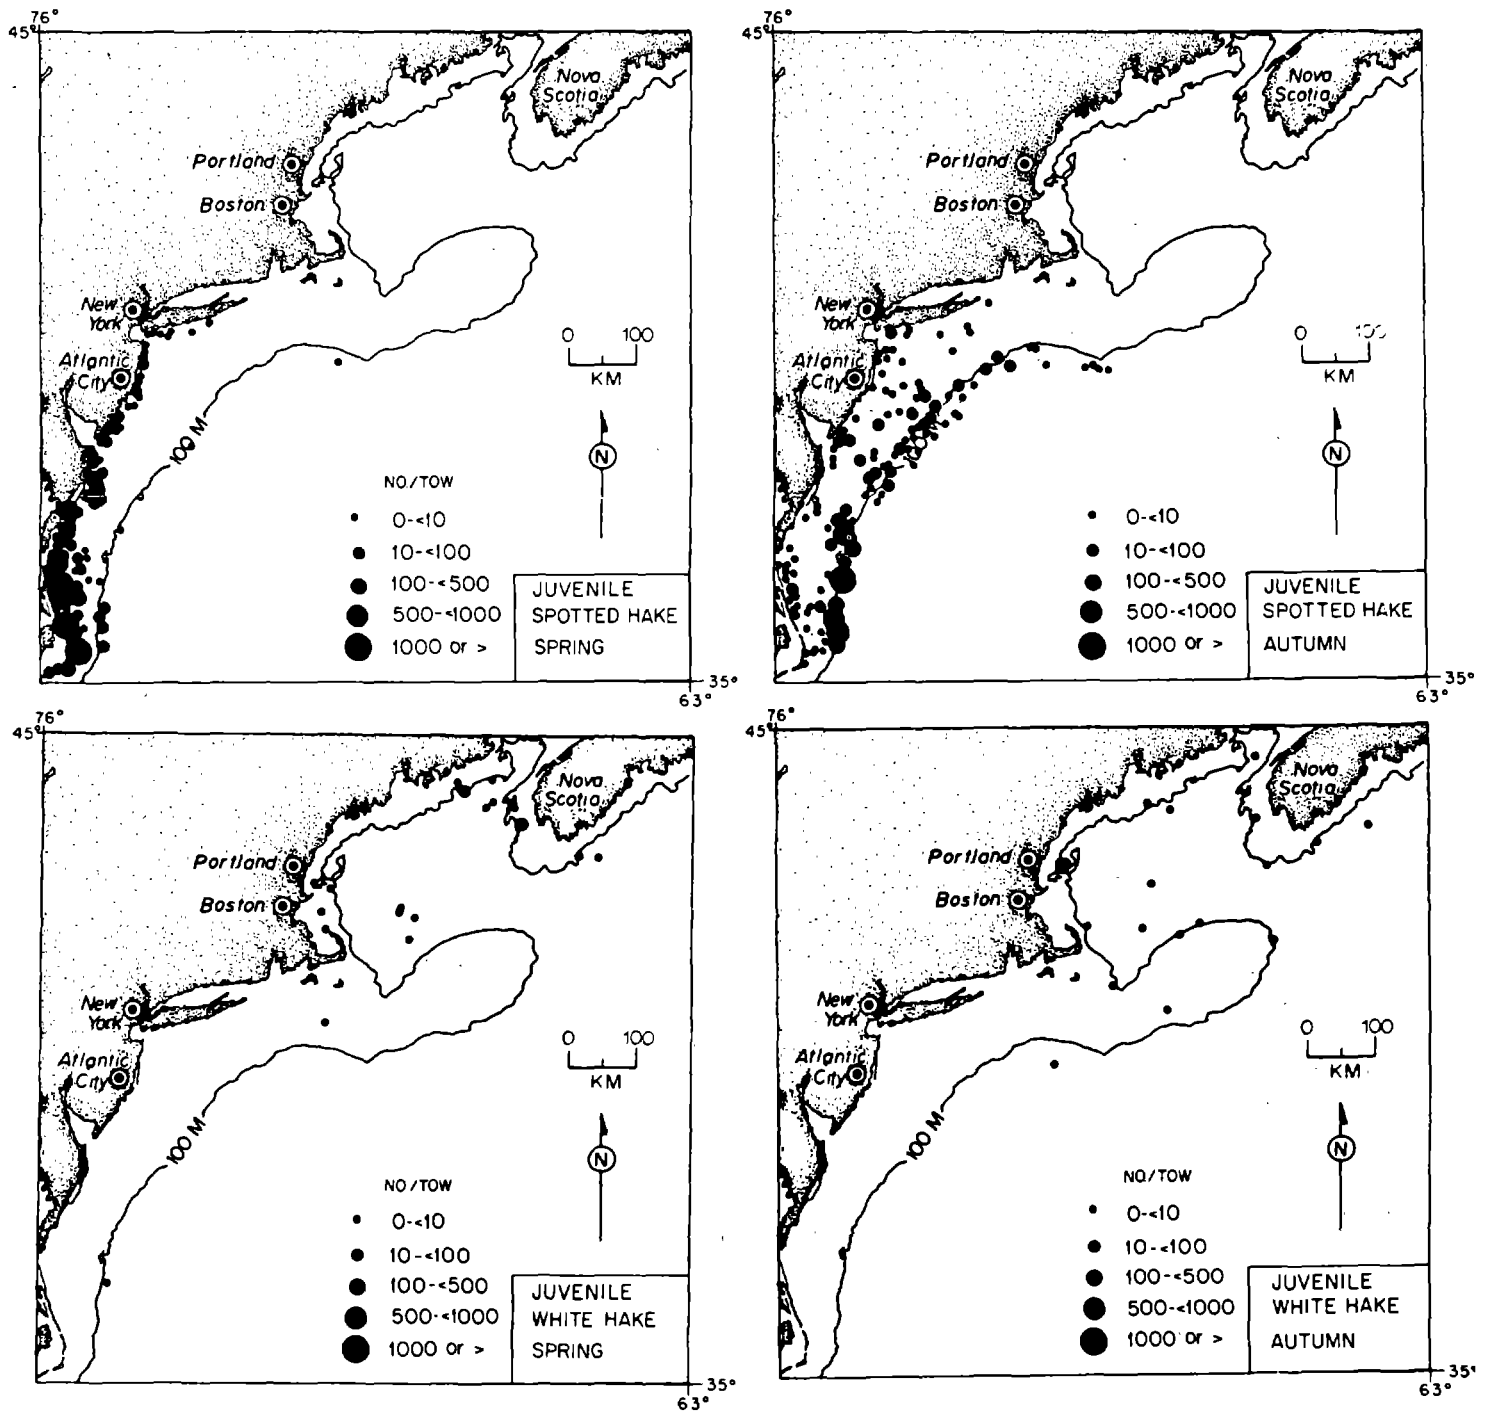 76°
45°
Nova
Scotia
Portland
Boston
New
York
Atlantic
City
0 100
KM
100 M
N
NO./TOW
0-<10
10-<100
100-<500
500-<1000
1000 or >
JUVENILE
SPOTTED HAKE
SPRING
35°
63°
76°
45°
Nova
Scotia
Portland
Boston
New
York
Atlantic
City
0 100
KM
N
0-<10
10-<100
100-<500
500-<1000
1000 or >
JUVENILE
SPOTTED HAKE
AUTUMN
35°
63°
76°
45°
Nova
Scotia
Portland
Boston
New
York
Atlantic
City
0 100
KM
100 M
N
NO./TOW
0-<10
10-<100
100-<500
500-<1000
1000 or >
JUVENILE
WHITE HAKE
SPRING
35°
63°
76°
45°
Nova
Scotia
Portland
Boston
New
York
Atlantic
City
0 100
KM
100 M
N
NO./TOW
0-<10
10-<100
100-<500
500-<1000
1000 or >
JUVENILE
WHITE HAKE
AUTUMN
35°
63°